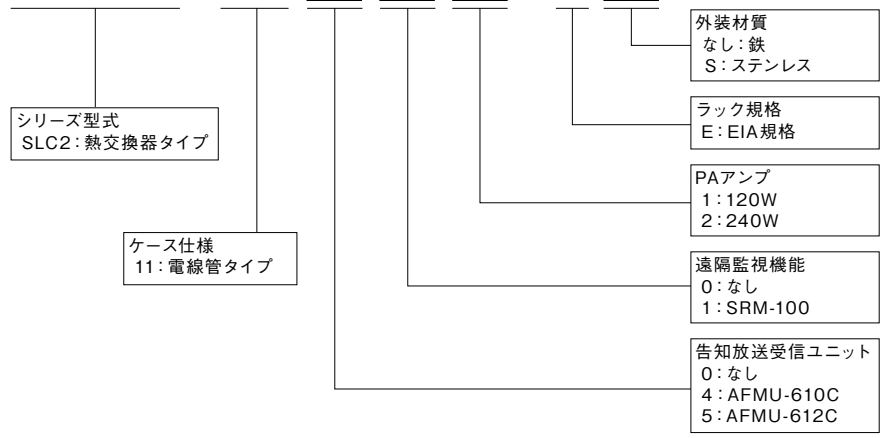 外装材質
なし：鉄
S：ステンレス
シリーズ型式
SLC2：熱交換器タイプ
ラック規格
E：EIA規格
PAアンプ
1：120W
2：240W
ケース仕様
11：電線管タイプ
遠隔監視機能
0：なし
1：SRM-100
告知放送受信ユニット
0：なし
4：AFMU-610C
5：AFMU-612C